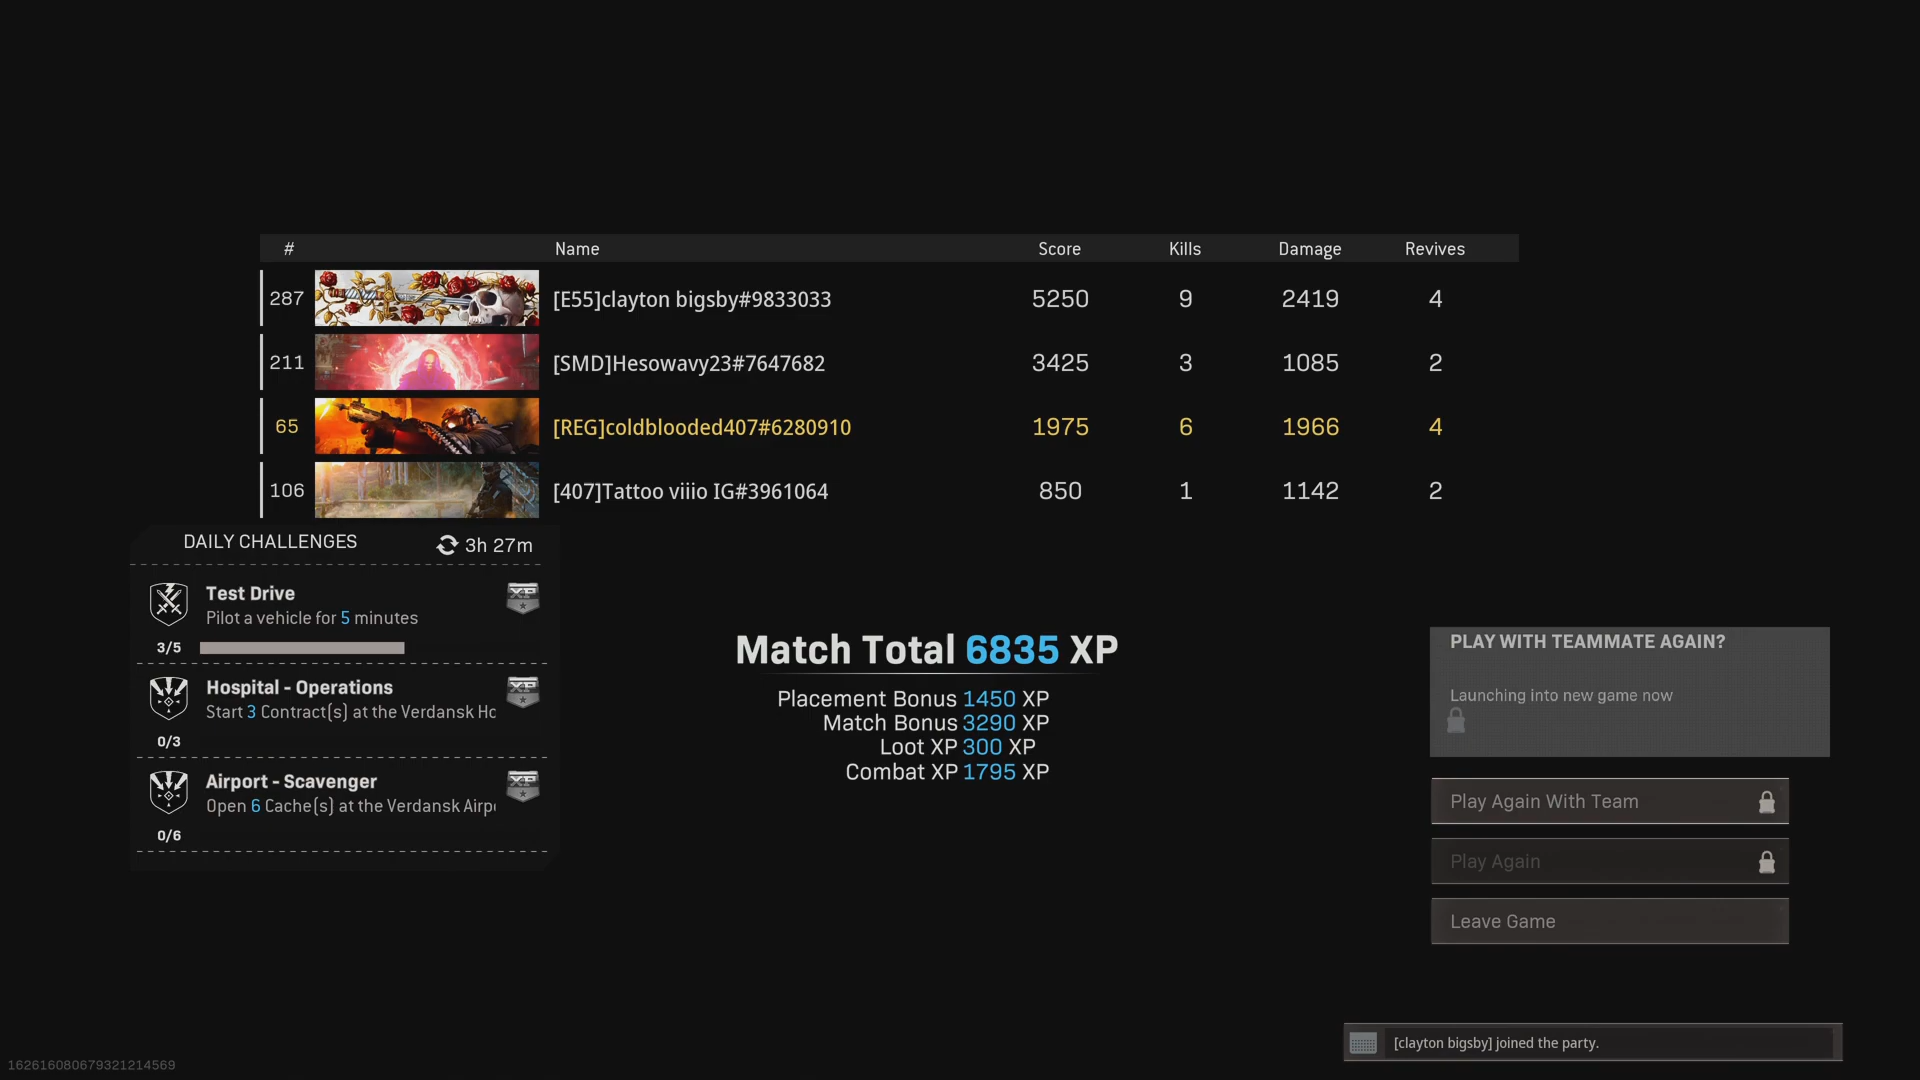 # Name Score Kills Damage Revives
287 [E55]clayton bigsby#9833033 5250 9 2419 4
211 [SMD]Hesowavy23#7647682 3425 3 1085 2
65 [REG]coldblooded407#6280910 1975 6 1966 4
106 [407]Tattoo viiio IG#3961064 850 1 1142 2
DAILY CHALLENGES 3h 27m
Test Drive XP
Pilot a vehicle for 5 minutes
3/5
Hospital - Operations XP
Start 3 Contract(s) at the Verdansk Ho
0/3
Airport - Scavenger XP
Open 6 Cache(s) at the Verdansk Airp
0/6
Match Total 6835 XP
Placement Bonus 1450 XP
Match Bonus 3290 XP
Loot XP 300 XP
Combat XP 1795 XP
PLAY WITH TEAMMATE AGAIN?
Launching into new game now
Play Again With Team
Play Again
Leave Game
[clayton bigsby] joined the party.
162616080679321214569